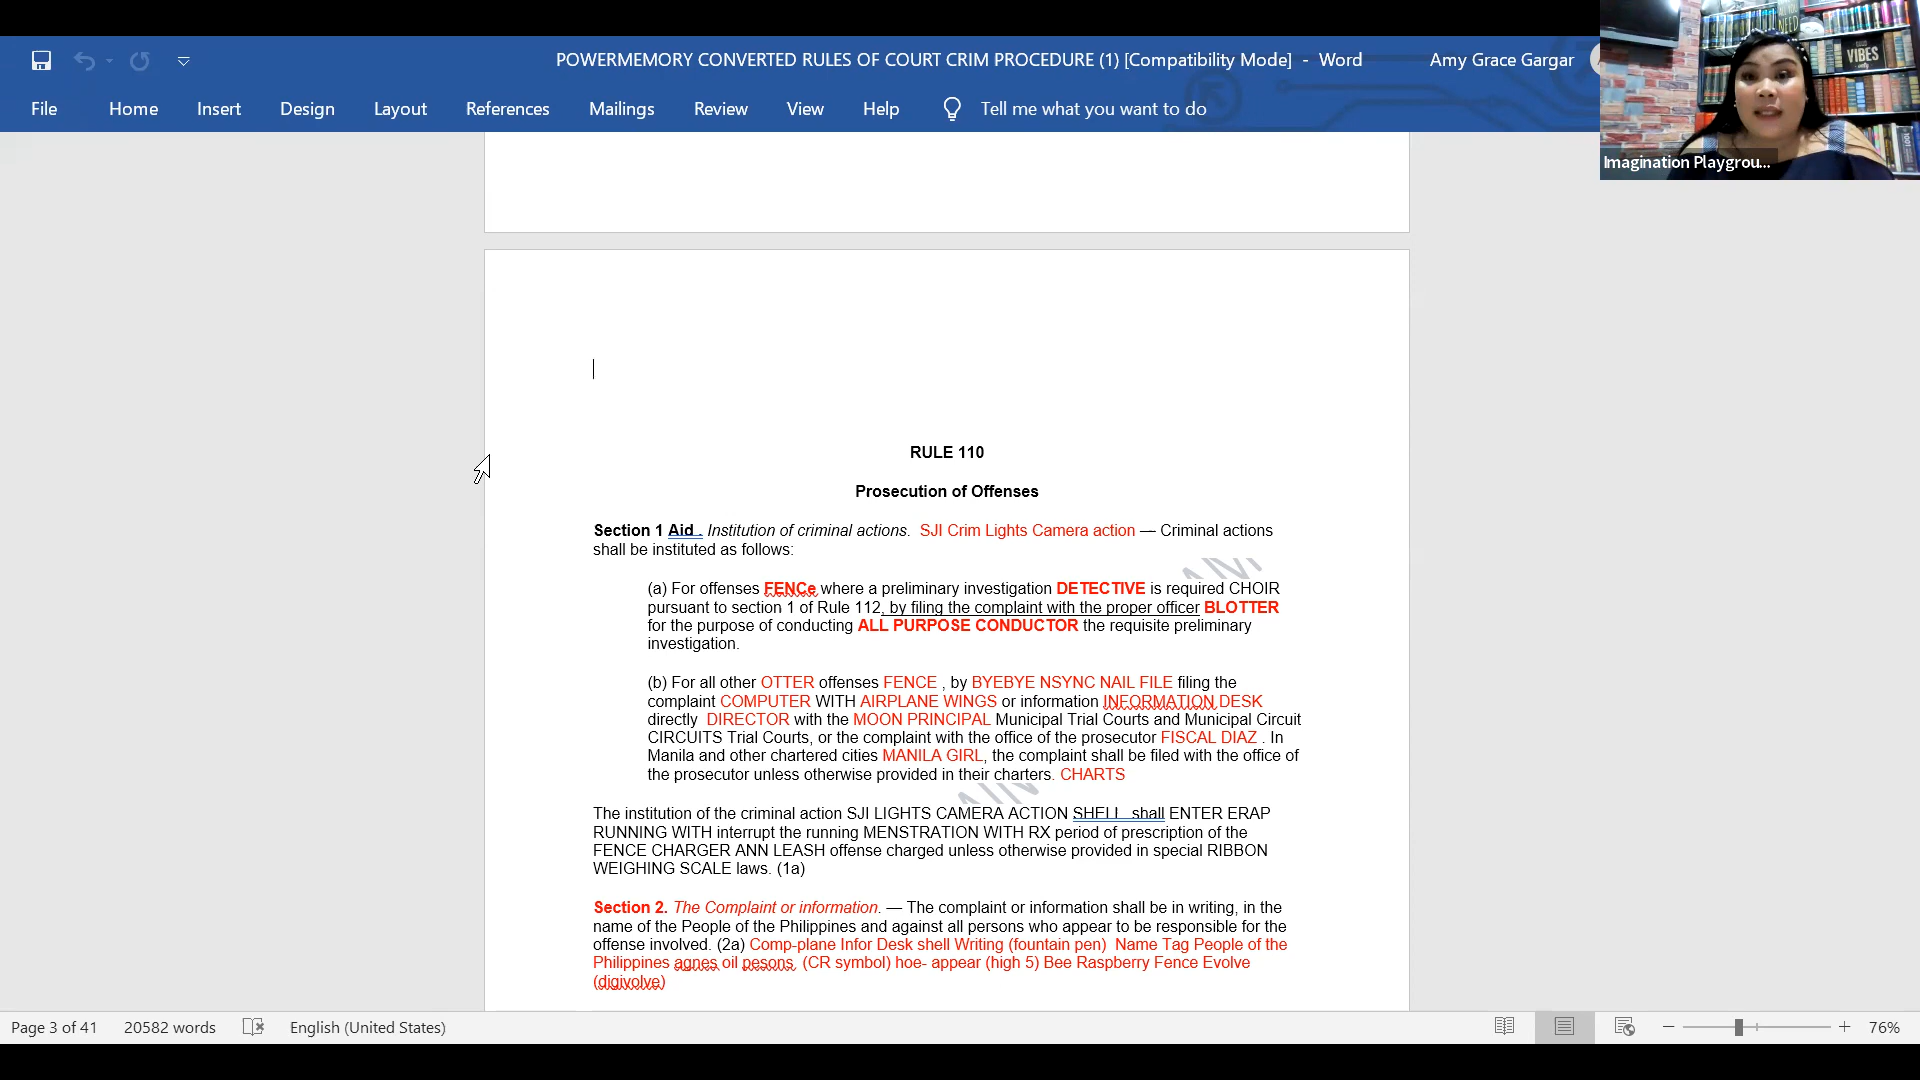 POWERMEMORY CONVERTED RULES OF COURT CRIM PROCEDURE (1) [Compatibility Mode] - Word
Amy Grace Gargar
File Home Insert Design Layout References Mailings Review View Help Tell me what you want to do
NEED
VIBES
Imagination Playgrou...
RULE 110
Prosecution of Offenses
Section 1 Aid . Institution of criminal actions. SJI Crim Lights Camera action — Criminal actions
shall be instituted as follows:
(a) For offenses FENCe where a preliminary investigation DETECTIVE is required CHOIR
pursuant to section 1 of Rule 112, by filing the complaint with the proper officer BLOTTER
for the purpose of conducting ALL PURPOSE CONDUCTOR the requisite preliminary
investigation.
(b) For all other OTTER offenses FENCE , by BYEBYE NSYNC NAIL FILE filing the
complaint COMPUTER WITH AIRPLANE WINGS or information INFORMATION DESK
directly DIRECTOR with the MOON PRINCIPAL Municipal Trial Courts and Municipal Circuit
CIRCUITS Trial Courts, or the complaint with the office of the prosecutor FISCAL DIAZ . In
Manila and other chartered cities MANILA GIRL, the complaint shall be filed with the office of
the prosecutor unless otherwise provided in their charters. CHARTS
The institution of the criminal action SJI LIGHTS CAMERA ACTION SHELL shall ENTER ERAP
RUNNING WITH interrupt the running MENSTRATION WITH RX period of prescription of the
FENCE CHARGER ANN LEASH offense charged unless otherwise provided in special RIBBON
WEIGHING SCALE laws. (1a)
Section 2. The Complaint or information. — The complaint or information shall be in writing, in the
name of the People of the Philippines and against all persons who appear to be responsible for the
offense involved. (2a) Comp-plane Infor Desk shell Writing (fountain pen) Name Tag People of the
Philippines agnes oil pesons (CR symbol) hoe- appear (high 5) Bee Raspberry Fence Evolve
(digivolve)
Page 3 of 41 20582 words English (United States) 76%